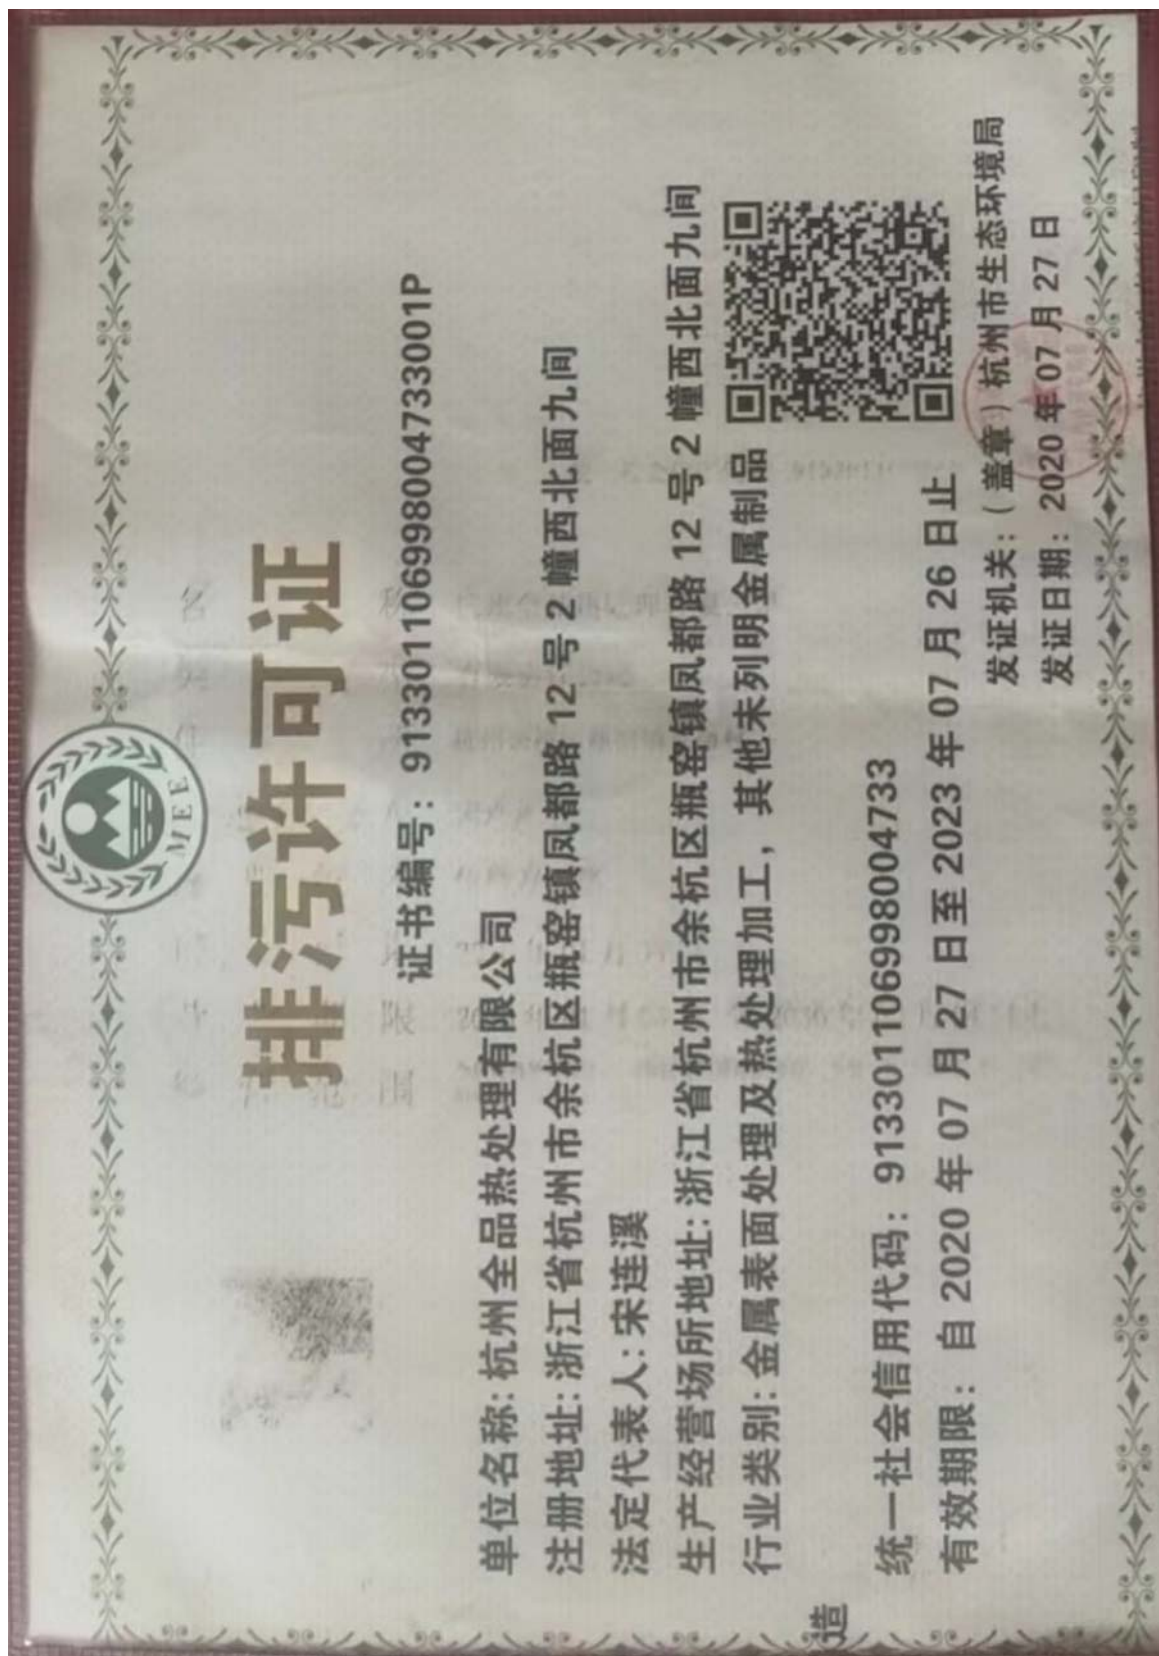 MEE
排污许可证
证书编号：913301106998004733001P
单位名称:杭州全品热处理有限公司
注册地址:浙江省杭州市余杭区瓶窑镇凤都路12号2幢西北面九间
法定代表人:宋连溪
生产经营场所地址:浙江省杭州市余杭区瓶窑镇凤都路12号2幢西北面九间
行业类别:金属表面处理及热处理加工，其他未列明金属制品
造
统一社会信用代码：913301106998004733
有效期限：自2020年07月27日至2023年07月26日止
发证机关：(盖章)杭州市生态环境局
发证日期：2020年07月27日